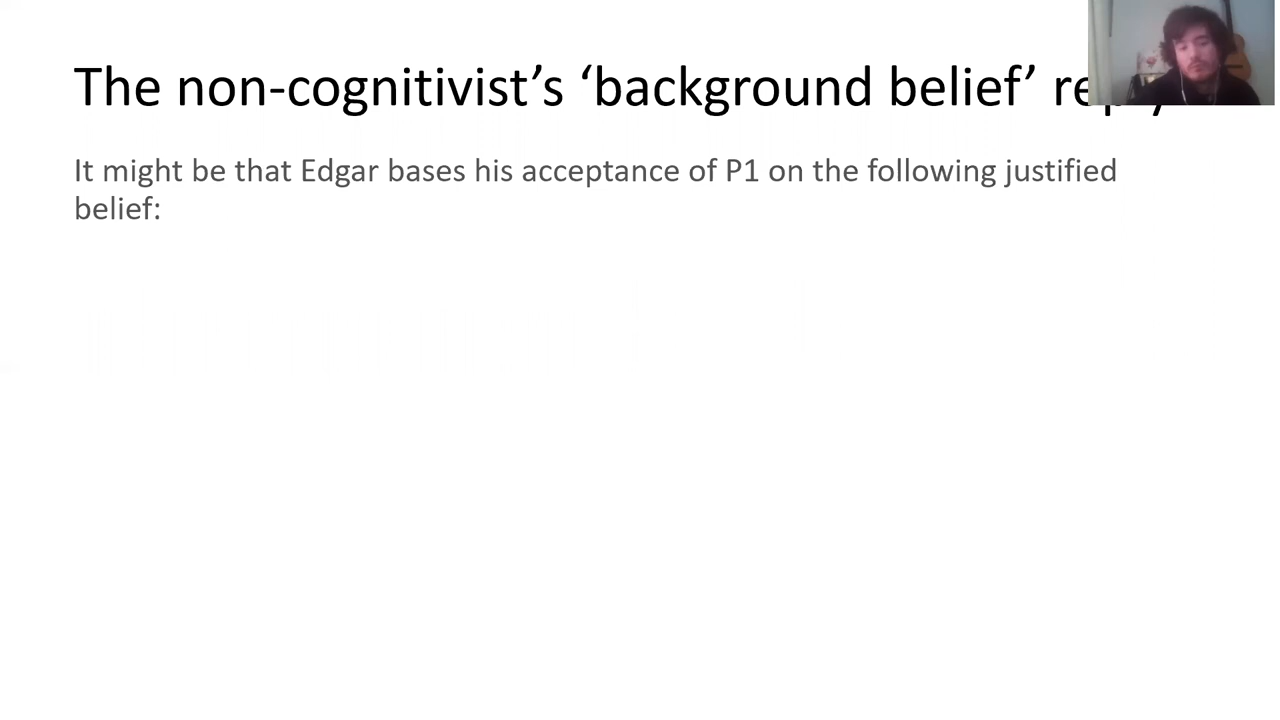 The non-cognitivist’s ‘background belief’
It might be that Edgar bases his acceptance of P1 on the following justified
belief: